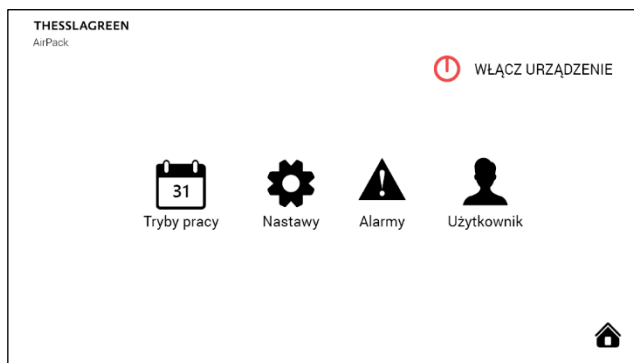 THESSLAGREEN
AirPack
WŁĄCZ URZĄDZENIE
31
Tryby pracy
Nastawy
Alarmy
Użytkownik